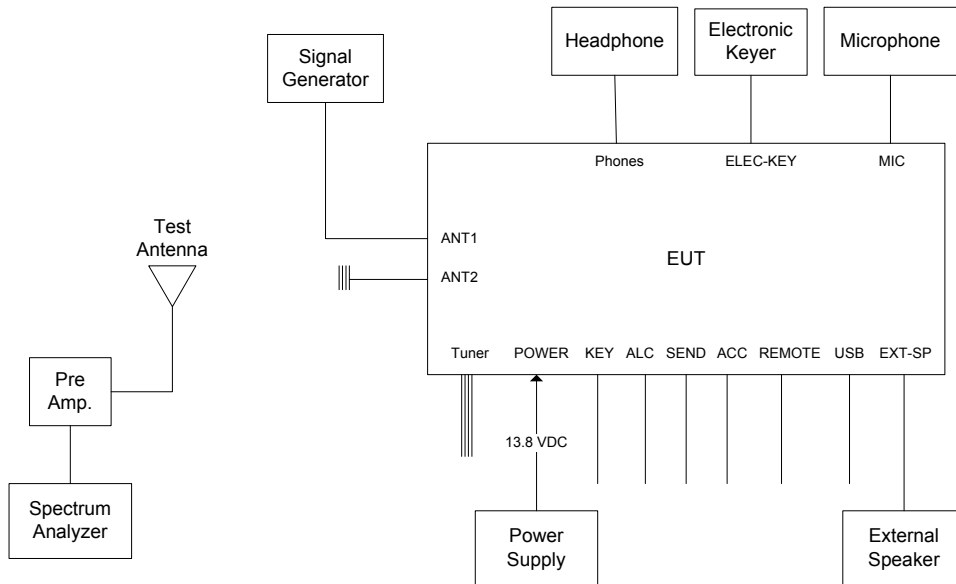 Headphone
Electronic
Keyer
Microphone
Signal
Generator
Phones
ELEC-KEY
MIC
Test
Antenna
ANT1
EUT
ANT2
Tuner
POWER
KEY
ALC
SEND
ACC
REMOTE
USB
EXT-SP
Pre
Amp.
13.8 VDC
Spectrum
Analyzer
Power
Supply
External
Speaker